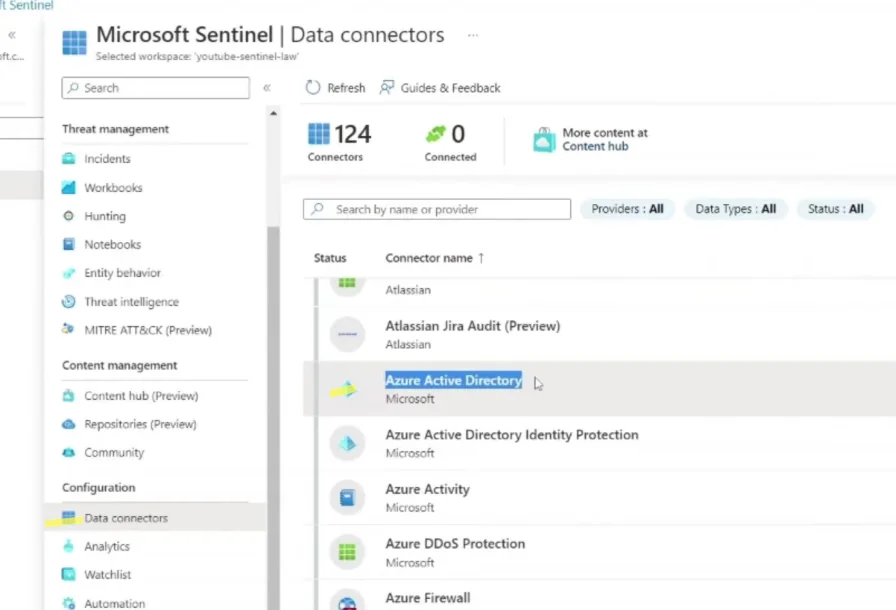 ft Sentinel
oft.c...
Microsoft Sentinel | Data connectors ...
Selected workspace: 'youtube-sentinel-law'
Search
Threat management
Incidents
Workbooks
Hunting
Notebooks
Entity behavior
Threat intelligence
MITRE ATT&CK (Preview)
Content management
Content hub (Preview)
Repositories (Preview)
Community
Configuration
Data connectors
Analytics
Watchlist
Automation
Refresh
Guides & Feedback
124
Connectors
0
Connected
More content at
Content hub
Search by name or provider
Providers : All
Data Types : All
Status : All
Status
Connector name ↑
Atlassian
Atlassian Jira Audit (Preview)
Atlassian
Azure Active Directory
Microsoft
Azure Active Directory Identity Protection
Microsoft
Azure Activity
Microsoft
Azure DDoS Protection
Microsoft
Azure Firewall